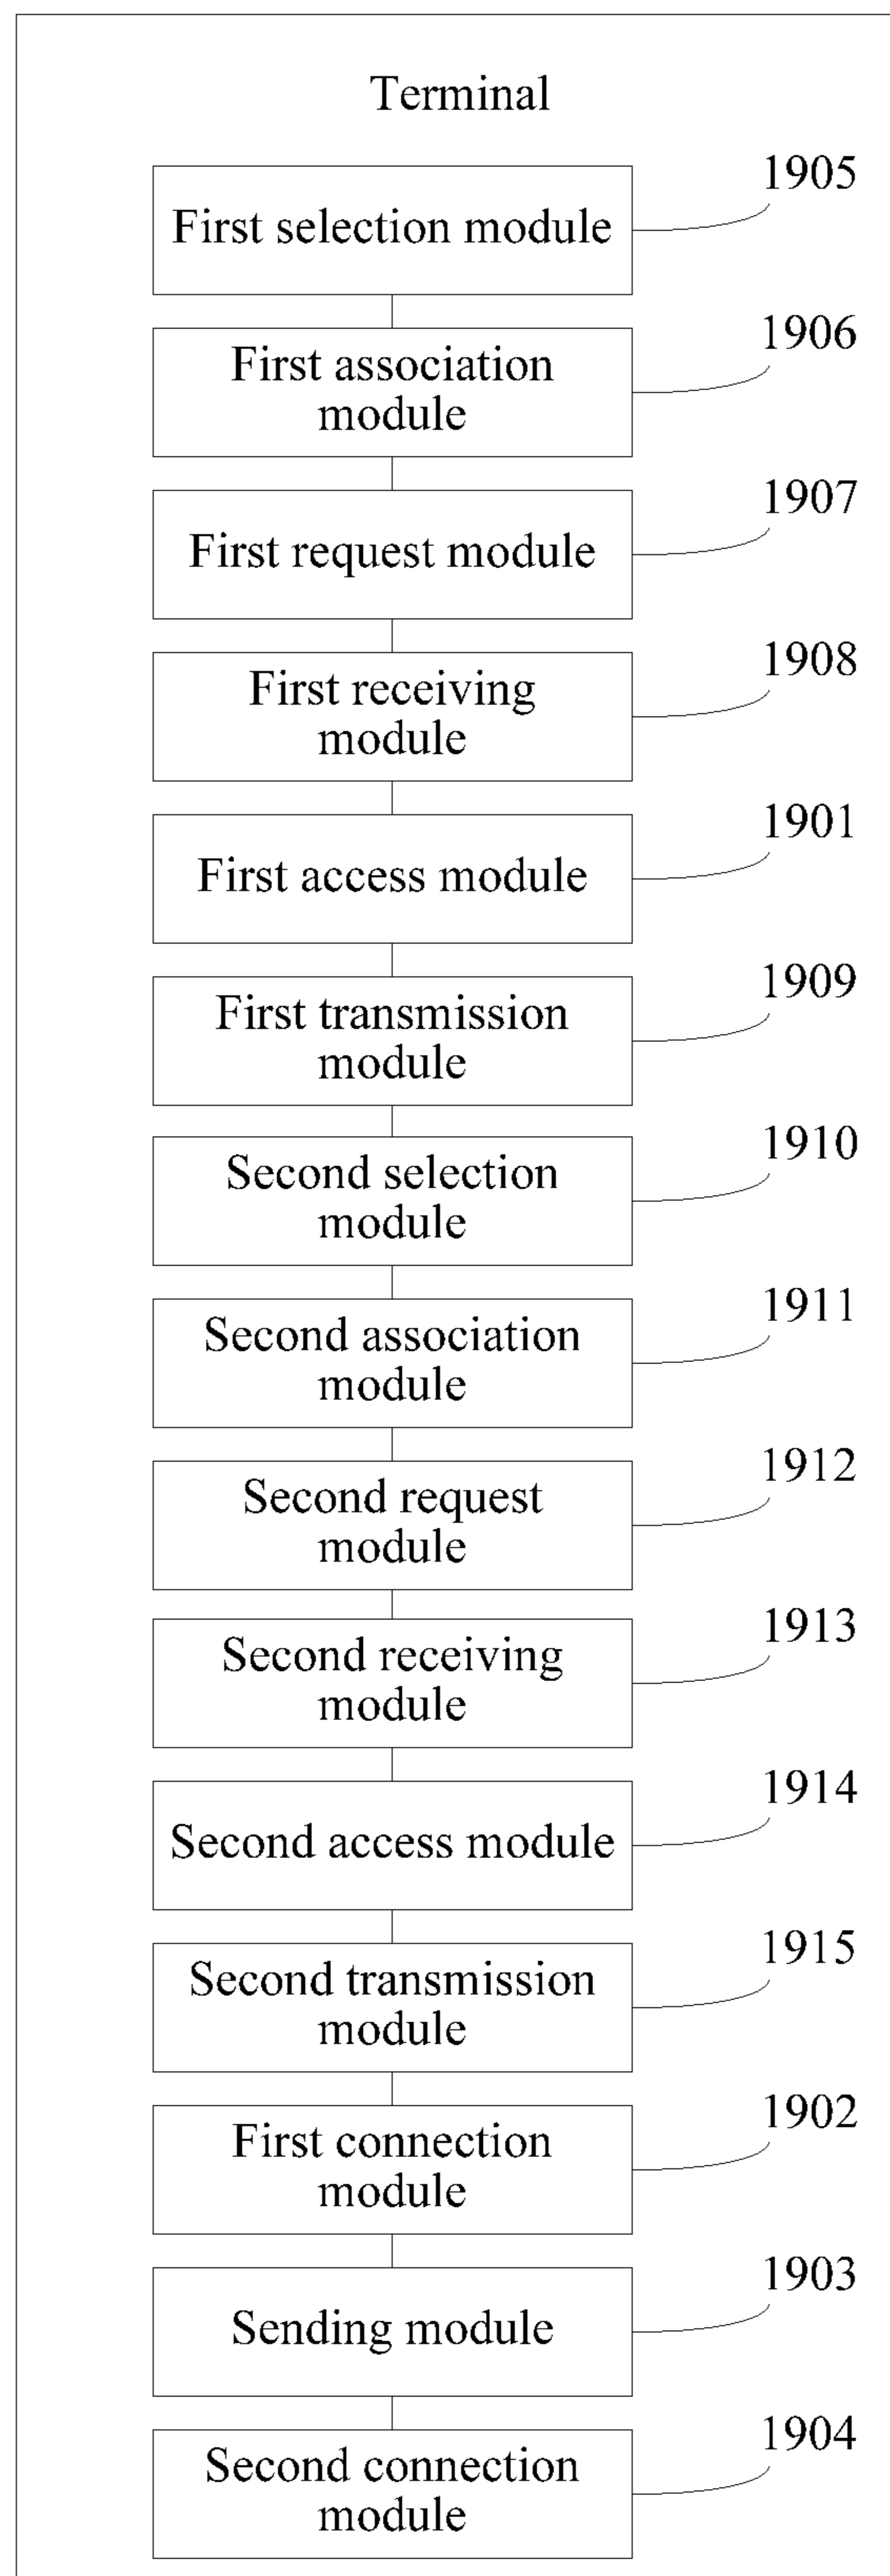 Terminal
1905
First selection module
1906
First association
module
1907
First request module
1908
First receiving
module
1901
First access module
1909
First transmission
module
1910
Second selection
module
1911
Second association
module
1912
Second request
module
1913
Second receiving
module
1914
Second access module
1915
Second transmission
module
1902
First connection
module
1903
Sending module
1904
Second connection
module